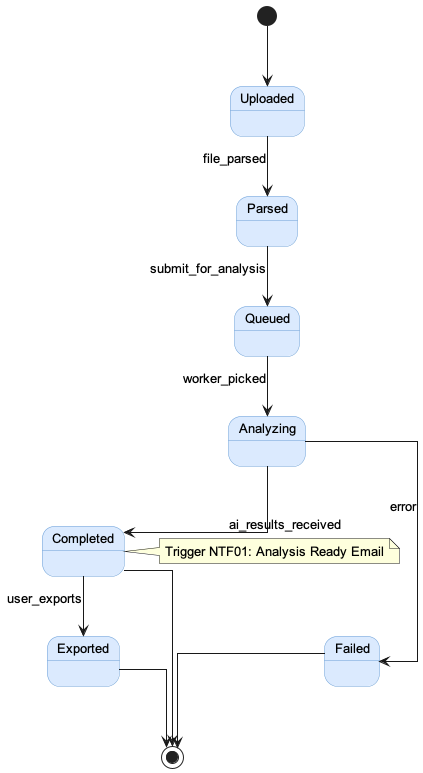 Uploaded
file_parsed
Parsed
submit_for_analysis
Queued
worker_picked
Analyzing
error
ai_results_received
Completed
Trigger NTF01: Analysis Ready Email
user_exports
Exported
Failed